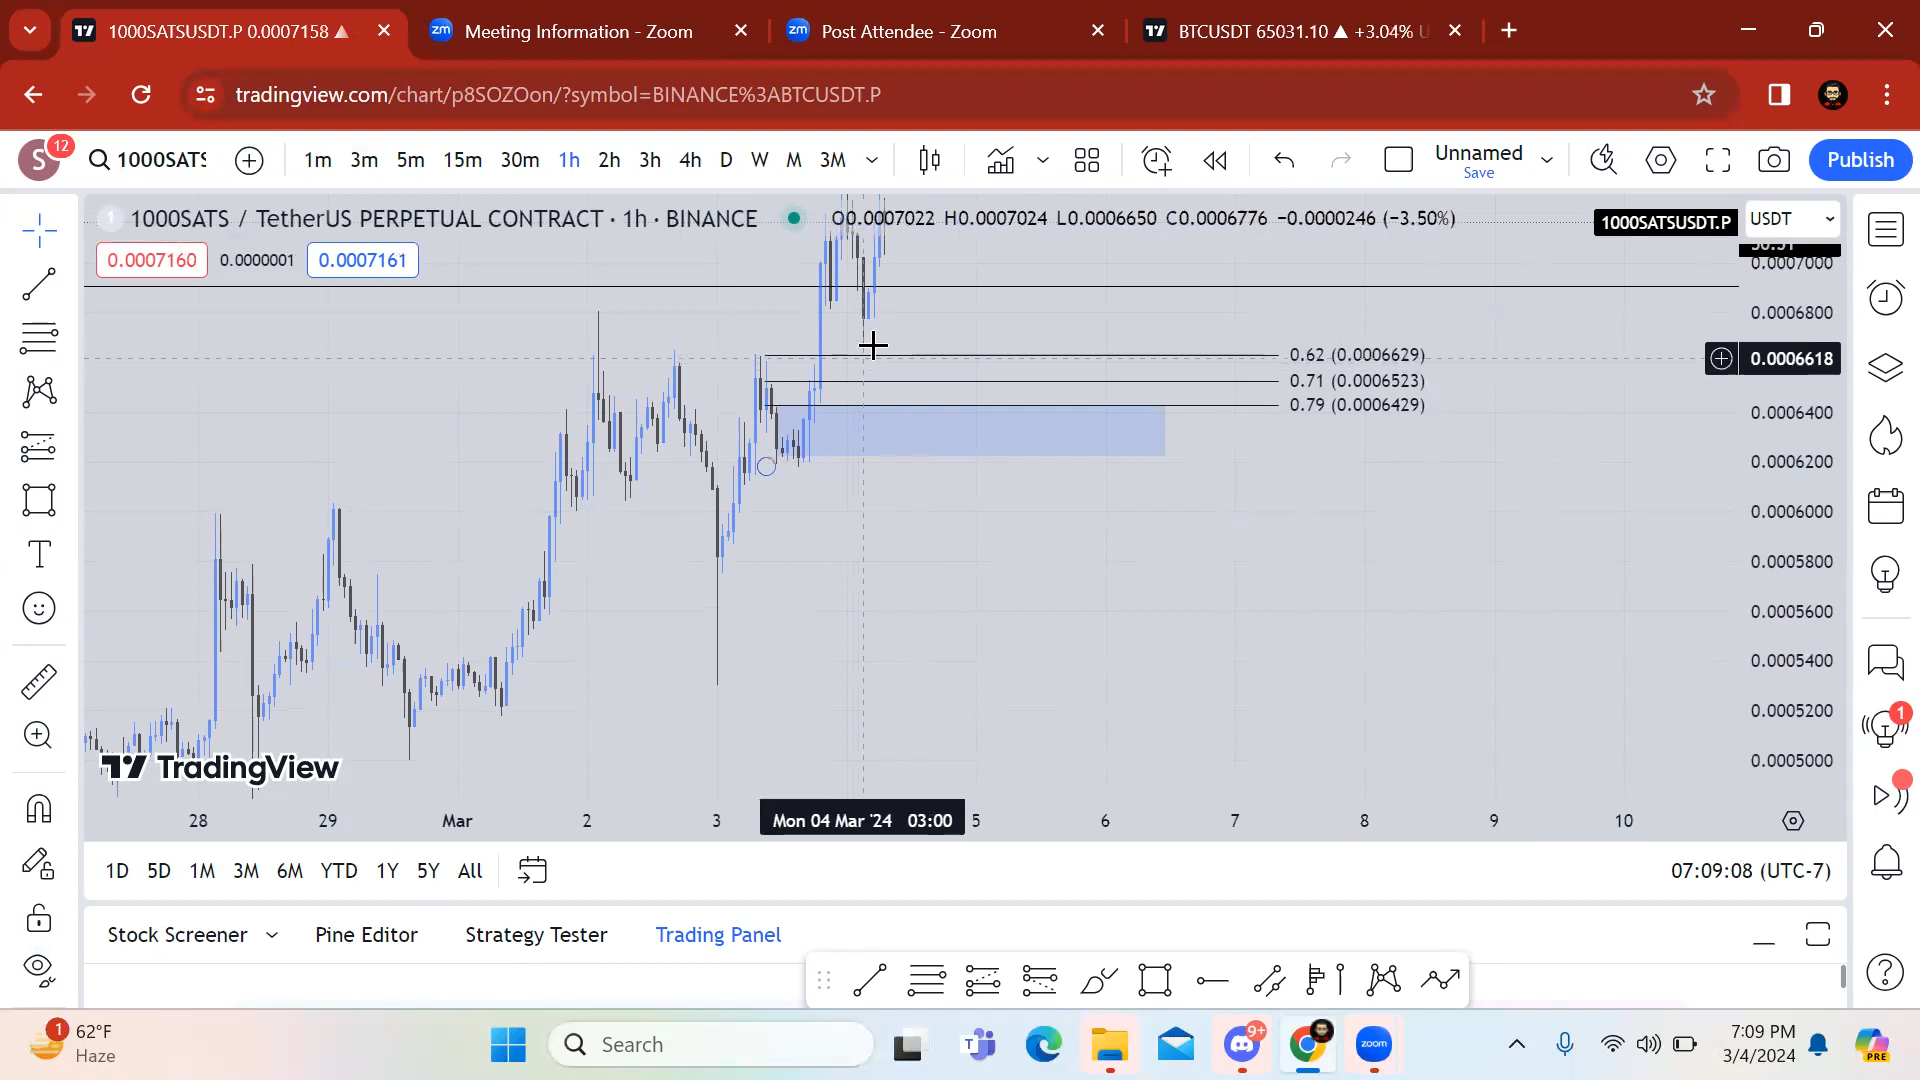 1000SATSUSDT.P 0.0007158
Meeting Information - Zoom
Post Attendee - Zoom
BTCUSDT 65031.10 ▲ +3.04% U
tradingview.com/chart/p8SOZOon/?symbol=BINANCE%3ABTCUSDT.P
S 12
1000SATS
1m 3m 5m 15m 30m 1h 2h 3h 4h D W M 3M
Unnamed
Save
Publish
1 1000SATS / TetherUS PERPETUAL CONTRACT · 1h · BINANCE
O0.0007022 H0.0007024 L0.0006650 C0.0006776 −0.0000246 (−3.50%)
1000SATSUSDT.P
USDT
0.0007160
0.0000001
0.0007161
0.0007000
0.0006800
0.0006618
0.0006400
0.0006200
0.0006000
0.0005800
0.0005600
0.0005400
0.0005200
0.0005000
0.62 (0.0006629)
0.71 (0.0006523)
0.79 (0.0006429)
TradingView
28 29 Mar 2 3 Mon 04 Mar '24 03:00 5 6 7 8 9 10
1D 5D 1M 3M 6M YTD 1Y 5Y All
07:09:08 (UTC-7)
Stock Screener
Pine Editor
Strategy Tester
Trading Panel
1
1
62°F
Haze
Search
9+
zoom
7:09 PM
3/4/2024
PRE